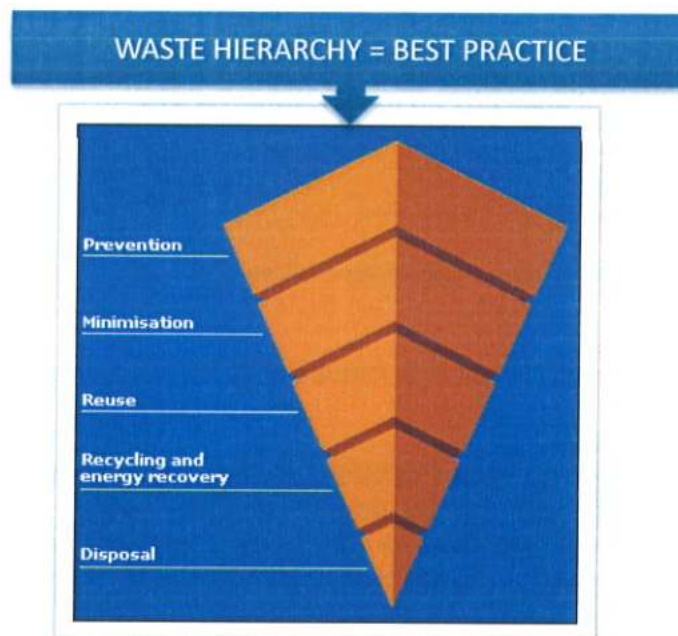 WASTE HIERARCHY = BEST PRACTICE
Prevention
Minimisation
Reuse
Recycling and
energy recovery
Disposal